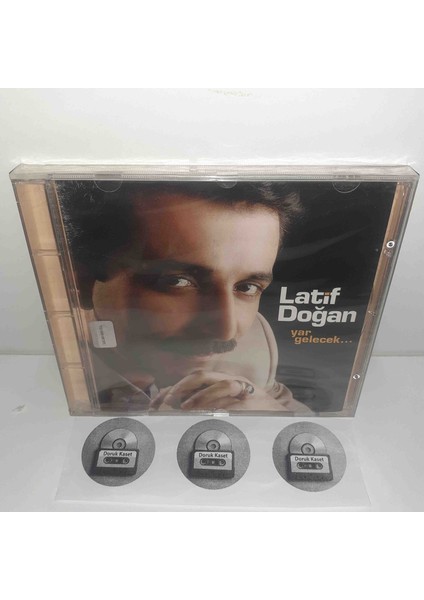 Latif
Doğan
yar
gelecek...
Doruk Kaset
Doruk Kaset
Doruk Kaset